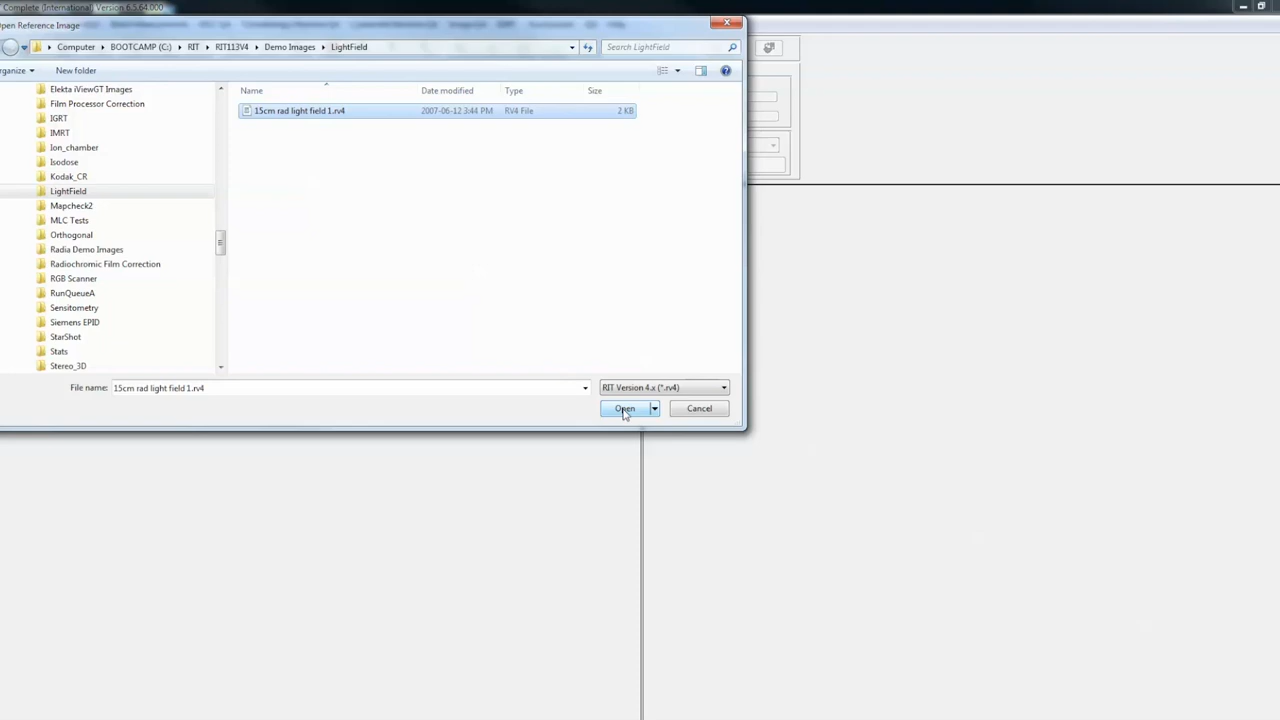 Complete (International) Version 6.5.64.000
Open Reference Image
Computer BOOTCAMP (C:) RIT RIT113V4 Demo Images LightField
Search LightField
Organize
New folder
Elekta iViewGT Images
Film Processor Correction
IGRT
IMRT
Ion_chamber
Isodose
Kodak_CR
LightField
Mapcheck2
MLC Tests
Orthogonal
Radia Demo Images
Radiochromic Film Correction
RGB Scanner
RunQueueA
Sensitometry
Siemens EPID
StarShot
Stats
Stereo_3D
Name Date modified Type Size
15cm rad light field 1.rv4 2007-06-12 3:44 PM RV4 File 2 KB
File name: 15cm rad light field 1.rv4
RIT Version 4.x (*.rv4)
Open
Cancel